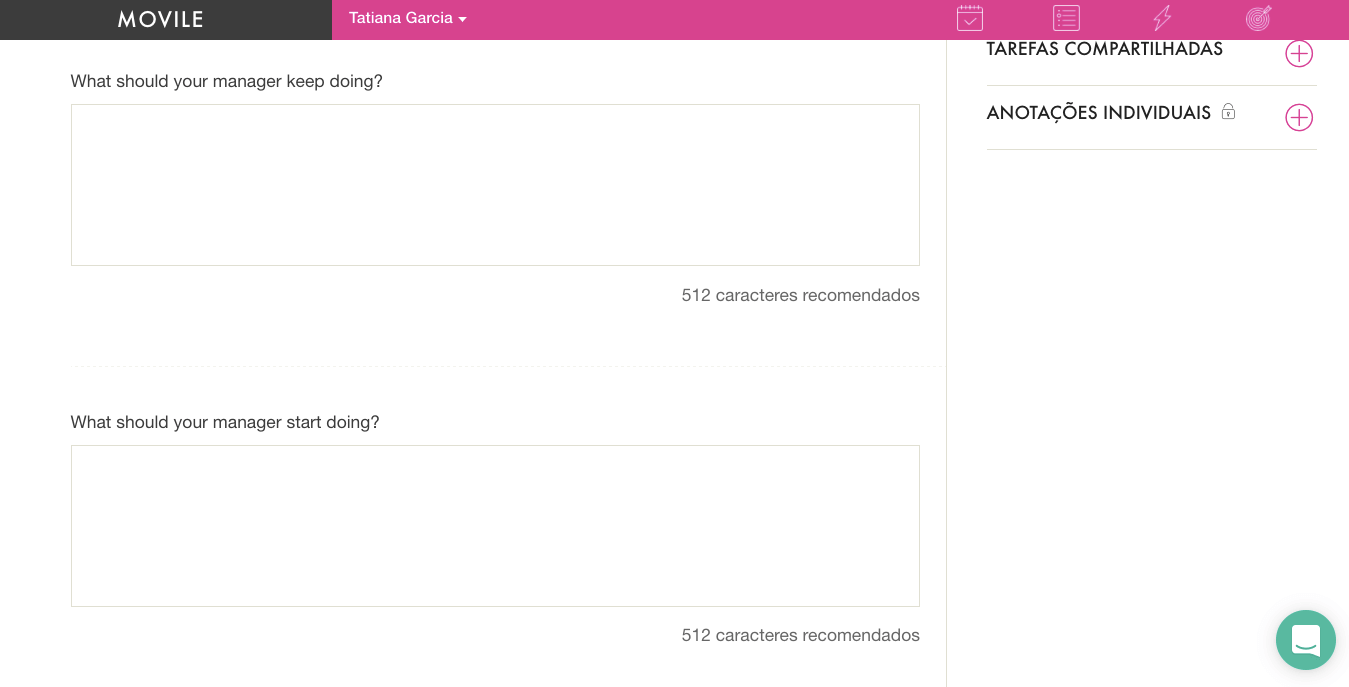 MOVILE
Tatiana Garcia
What should your manager keep doing?
512 caracteres recomendados
What should your manager start doing?
512 caracteres recomendados
TAREFAS COMPARTILHADAS
ANOTAÇÕES INDIVIDUAIS